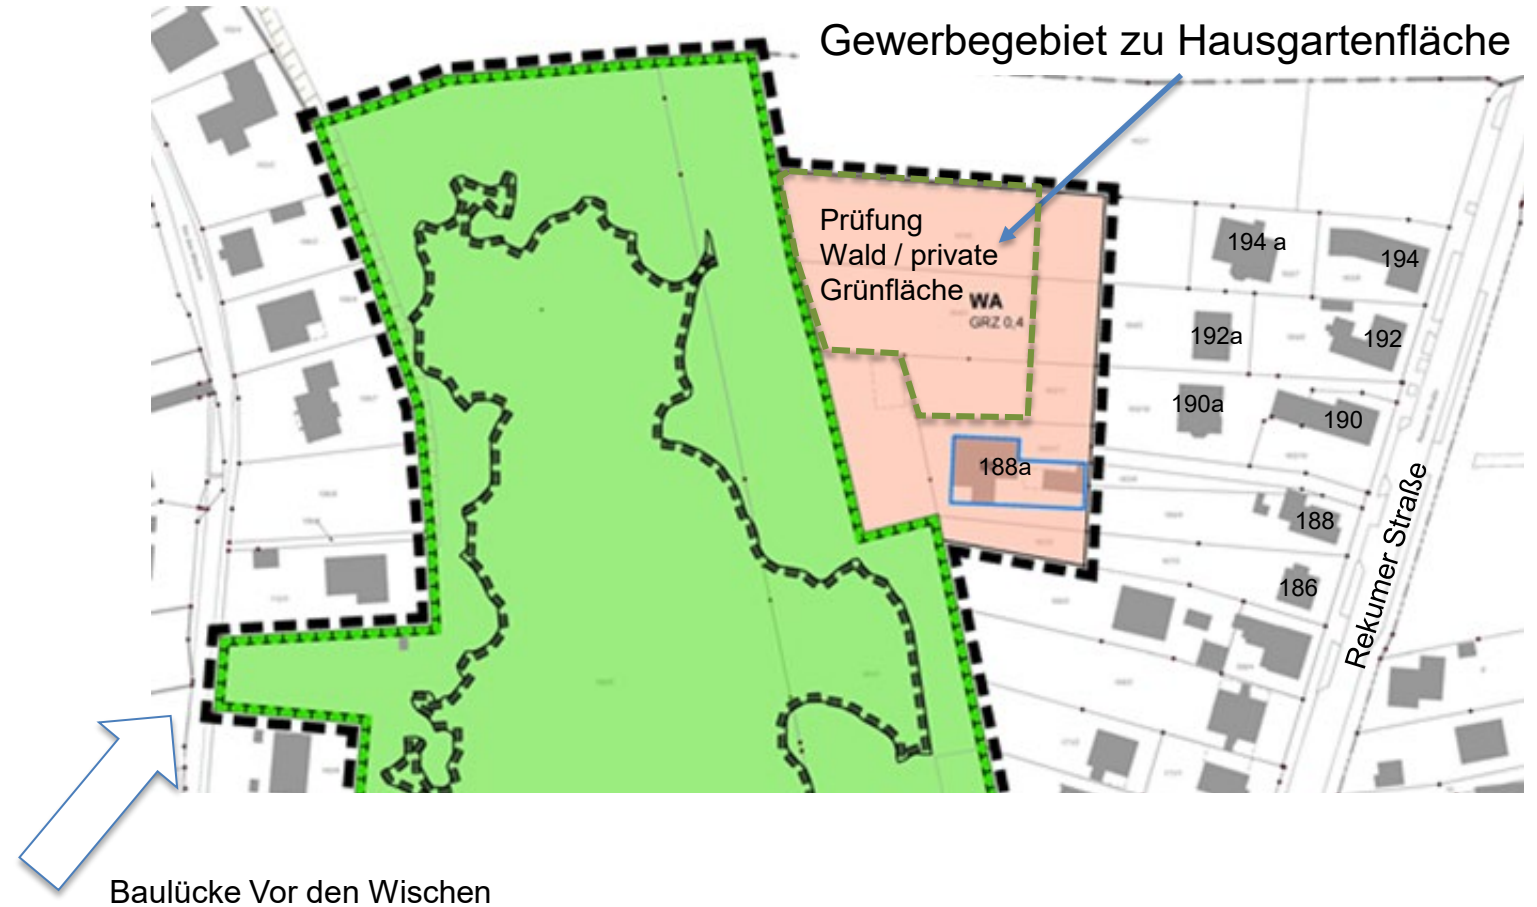 Gewerbegebiet zu Hausgartenfläche
Prüfung
Wald / private
Grünfläche
WA
GRZ 0,4
194 a
194
192a
192
190a
190
188a
188
186
Rekumer Straße
Baulücke Vor den Wischen